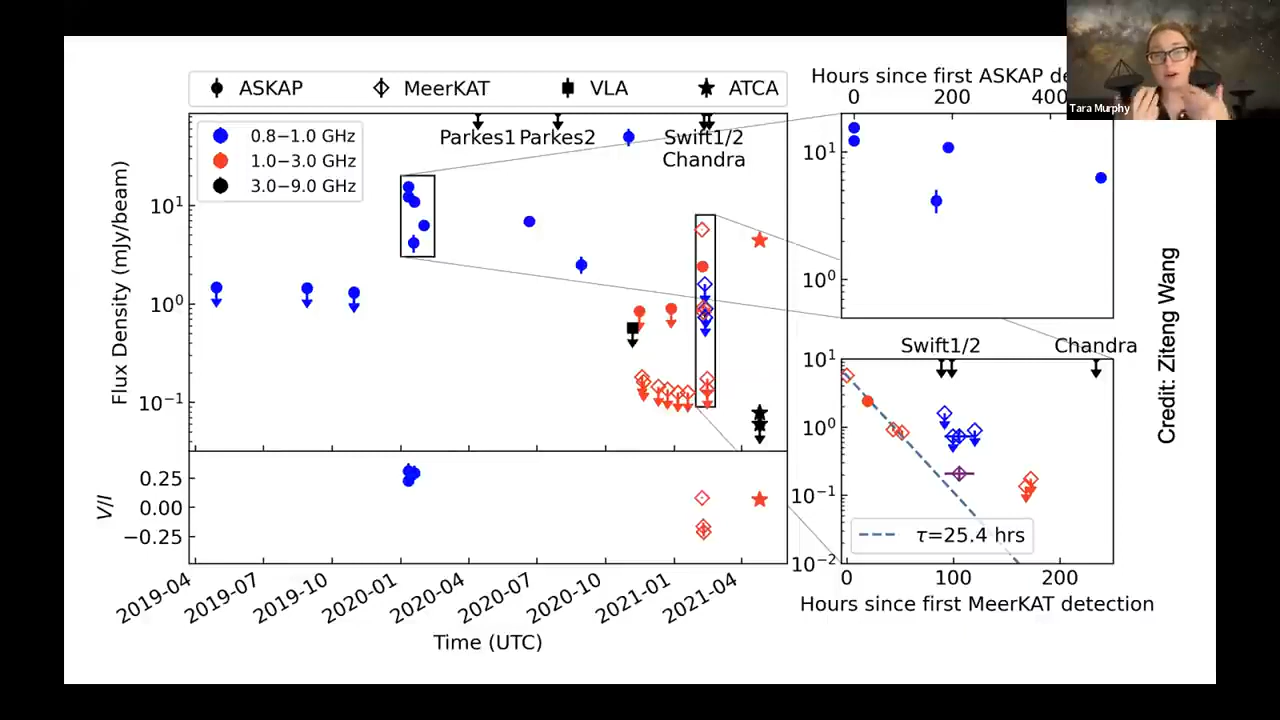 ASKAP MeerKAT VLA ATCA
0.8−1.0 GHz
1.0−3.0 GHz
3.0−9.0 GHz
Parkes1 Parkes2 Swift1/2
Chandra
Flux Density (mJy/beam)
10¹
10⁰
10⁻¹
V/I
0.25
0.00
−0.25
2019-04 2019-07 2019-10 2020-01 2020-04 2020-07 2020-10 2021-01 2021-04
Time (UTC)
Hours since first ASKAP de
0 200 400
10¹
10⁰
Tara Murphy
Swift1/2 Chandra
10¹
10⁰
10⁻¹
10⁻²
τ=25.4 hrs
0 100 200
Hours since first MeerKAT detection
Credit: Ziteng Wang